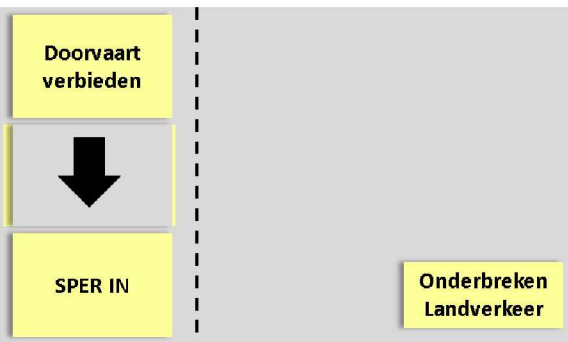 Doorvaart
verbieden
SPER IN
Onderbreken
Landverkeer